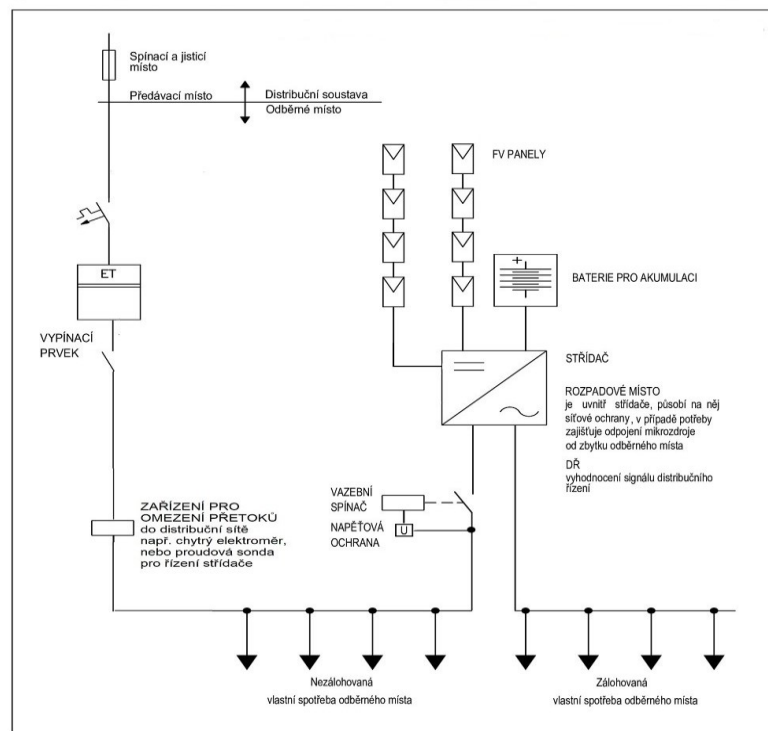 Spínací a jisticí
místo
Předávací místo
Distribuční soustava
Odběrné místo
FV PANELY
ET
+
BATERIE PRO AKUMULACI
VYPÍNACÍ
PRVEK
STŘÍDAČ
ROZPADOVÉ MÍSTO
je uvnitř střídače, působí na něj
síťové ochrany, v případě potřeby
zajišťuje odpojení mikrozdroje
od zbytku odběrného místa
DŘ
vyhodnocení signálu distribučního
řízení
VAZEBNÍ
SPÍNAČ
NAPĚŤOVÁ
OCHRANA
U
ZAŘÍZENÍ PRO
OMEZENÍ PŘETOKŮ
do distribuční sítě
např. chytrý elektroměr,
nebo proudová sonda
pro řízení střídače
Nezálohovaná
vlastní spotřeba odběrného místa
Zálohovaná
vlastní spotřeba odběrného místa